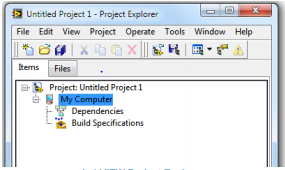 Untitled Project 1 - Project Explorer
File Edit View Project Operate Tools Window Help
Items Files
Project: Untitled Project 1
My Computer
Dependencies
Build Specifications